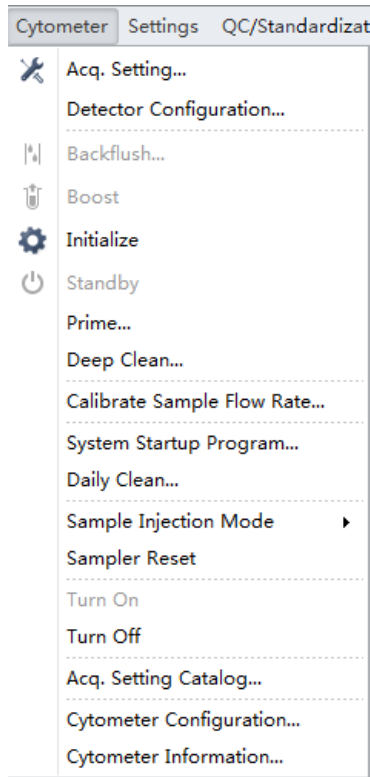 Cytometer Settings QC/Standardizat
Acq. Setting...
Detector Configuration...
Backflush...
Boost
Initialize
Standby
Prime...
Deep Clean...
Calibrate Sample Flow Rate...
System Startup Program...
Daily Clean...
Sample Injection Mode
Sampler Reset
Turn On
Turn Off
Acq. Setting Catalog...
Cytometer Configuration...
Cytometer Information...